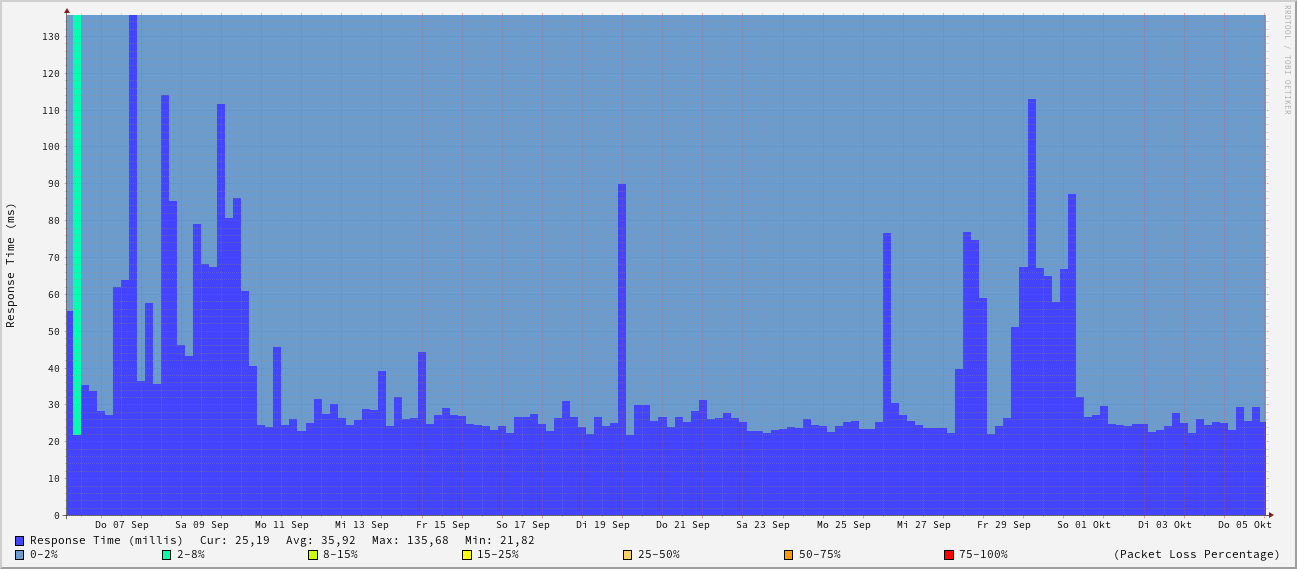 RRDTOOL / TOBI OETIKER
Response Time (ms)
130
120
110
100
90
80
70
60
50
40
30
20
10
0
Do 07 Sep Sa 09 Sep Mo 11 Sep Mi 13 Sep Fr 15 Sep So 17 Sep Di 19 Sep Do 21 Sep Sa 23 Sep Mo 25 Sep Mi 27 Sep Fr 29 Sep So 01 Okt Di 03 Okt Do 05 Okt
Response Time (millis) Cur: 25,19 Avg: 35,92 Max: 135,68 Min: 21,82
0-2% 2-8% 8-15% 15-25% 25-50% 50-75% 75-100% (Packet Loss Percentage)